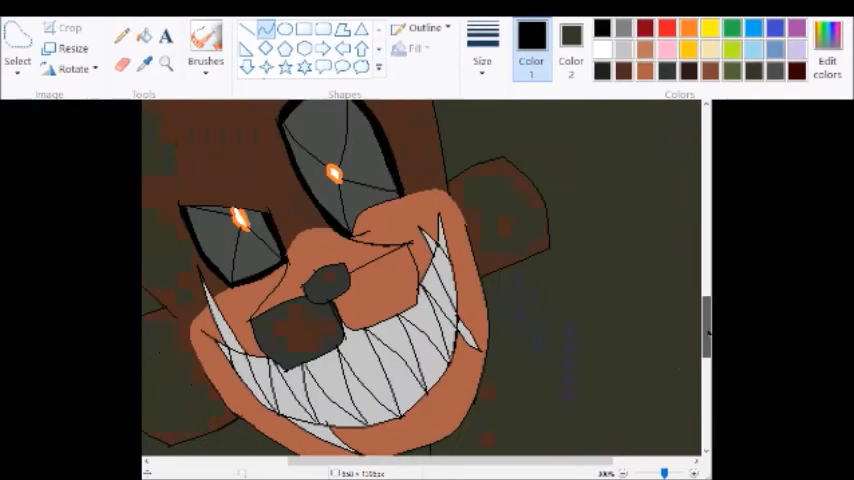 Crop
Outline
Resize
Fill
Select
Rotate
Brushes
Size
Color
1
Color
2
Edit
colors
Image
Tools
Shapes
Colors